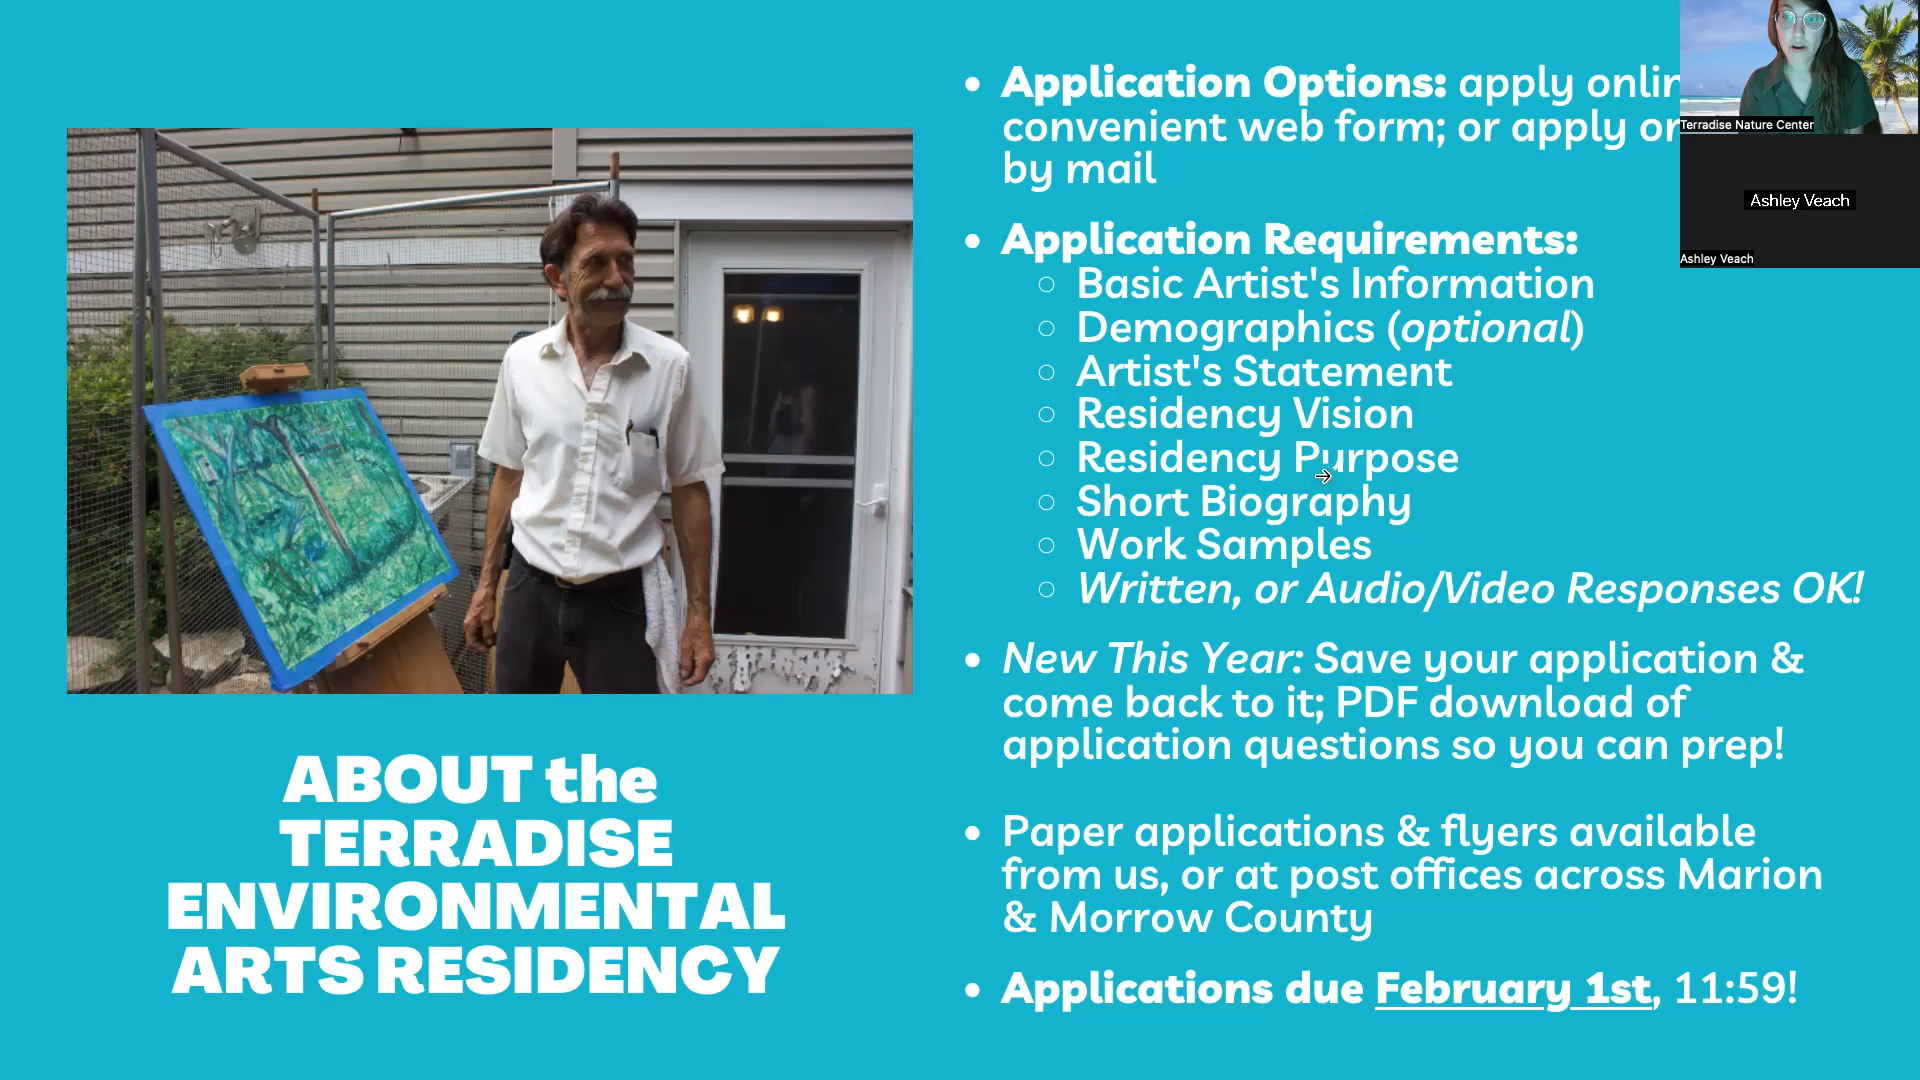 Application Options: apply onlin
convenient web form; or apply on
by mail
Application Requirements:
Basic Artist's Information
Demographics (optional)
Artist's Statement
Residency Vision
Residency Purpose
Short Biography
Work Samples
Written, or Audio/Video Responses OK!
New This Year: Save your application &
come back to it; PDF download of
application questions so you can prep!
Paper applications & flyers available
from us, or at post offices across Marion
& Morrow County
Applications due February 1st, 11:59!
ABOUT the
TERRADISE
ENVIRONMENTAL
ARTS RESIDENCY
Terradise Nature Center
Ashley Veach
Ashley Veach